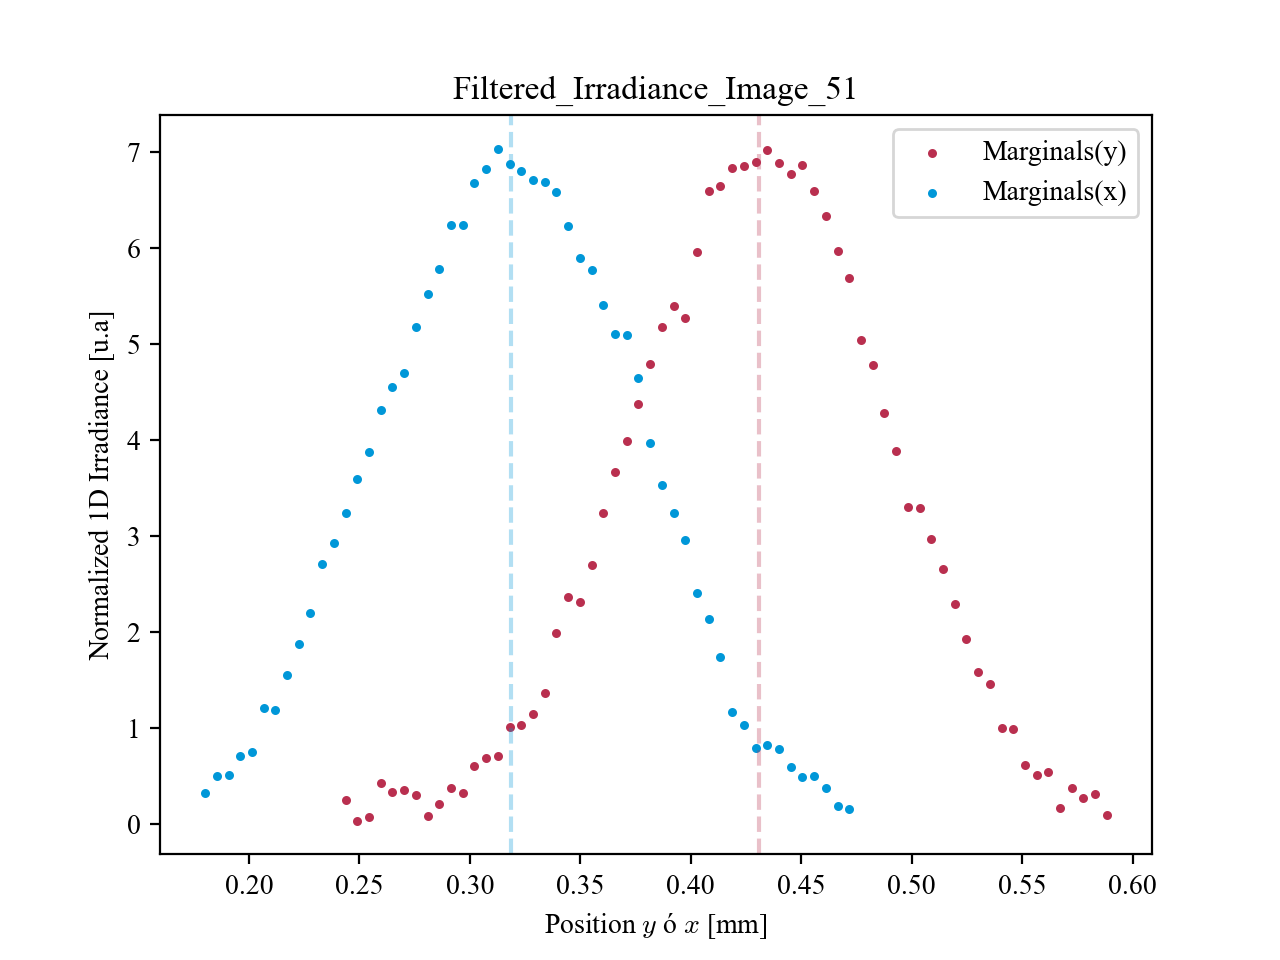 Filtered_Irradiance_Image_51
Marginals(y)
Marginals(x)
Normalized 1D Irradiance [u.a]
7
6
5
4
3
2
1
0
0.20 0.25 0.30 0.35 0.40 0.45 0.50 0.55 0.60
Position y ó x [mm]